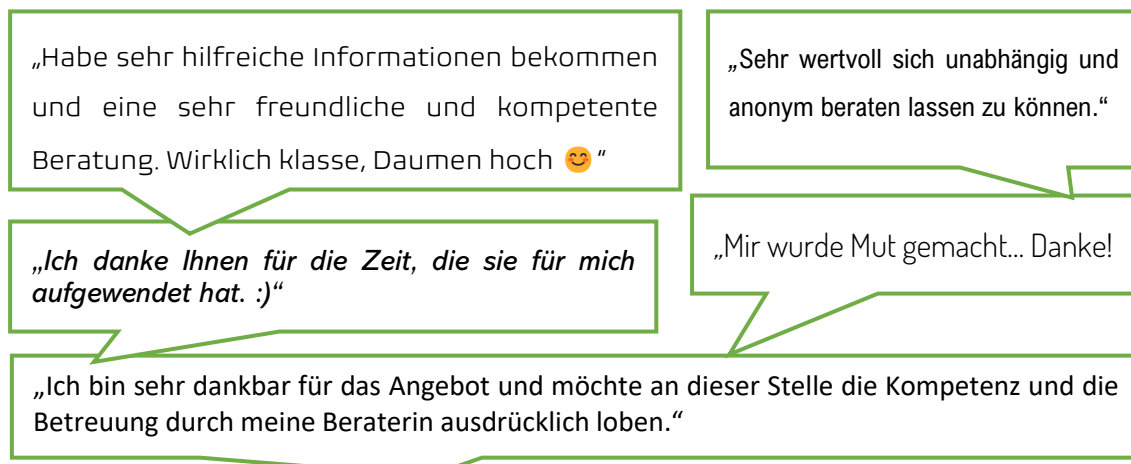 „Habe sehr hilfreiche Informationen bekommen
und eine sehr freundliche und kompetente
Beratung. Wirklich klasse, Daumen hoch 😊 “
„Sehr wertvoll sich unabhängig und
anonym beraten lassen zu können.“
„Ich danke Ihnen für die Zeit, die sie für mich
aufgewendet hat. :)“
„Mir wurde Mut gemacht... Danke!
„Ich bin sehr dankbar für das Angebot und möchte an dieser Stelle die Kompetenz und die
Betreuung durch meine Beraterin ausdrücklich loben.“